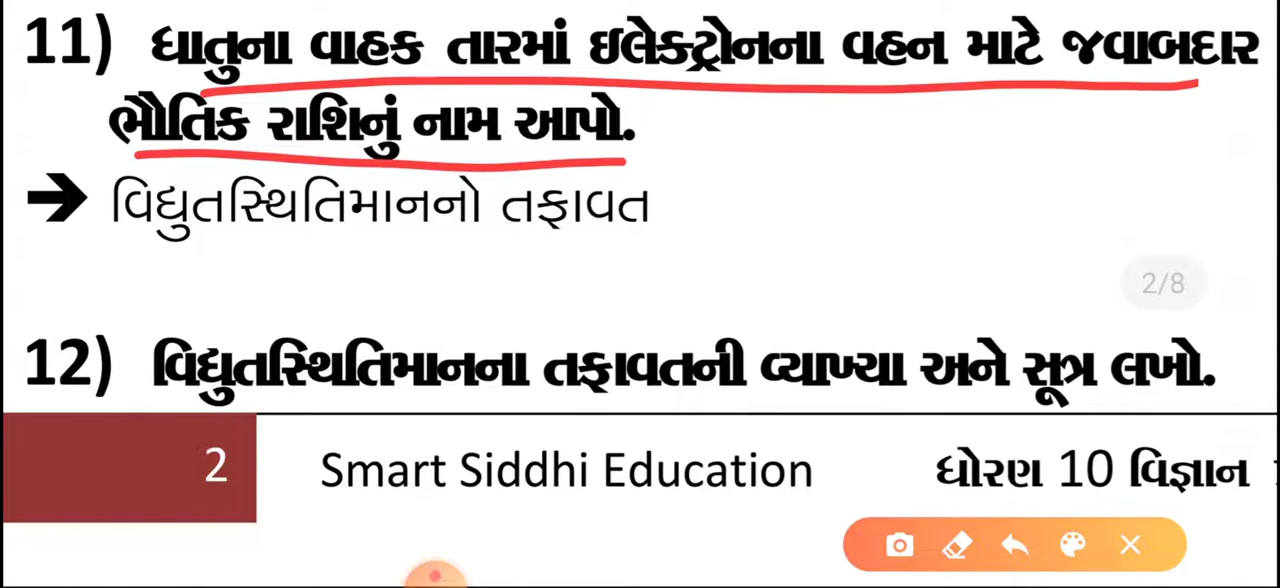 11) ધાતુના વાહક તારમાં ઇલેક્ટ્રોનના વહન માટે જવાબદાર
ભૌતિક રાશિનું નામ આપો.
➔ વિદ્યુતસ્થિતિમાનનો તફાવત
2/8
12) વિદ્યુતસ્થિતિમાનના તફાવતની વ્યાખ્યા અને સૂત્ર લખો.
2 Smart Siddhi Education ધોરણ 10 વિજ્ઞાન